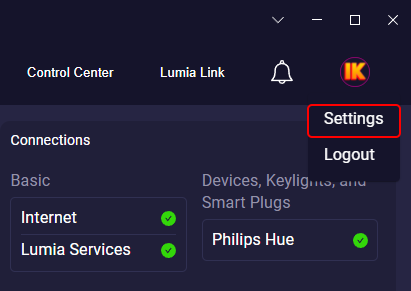 Control Center
Lumia Link
IK
Settings
Logout
Connections
Basic
Internet
Lumia Services
Devices, Keylights, and
Smart Plugs
Philips Hue